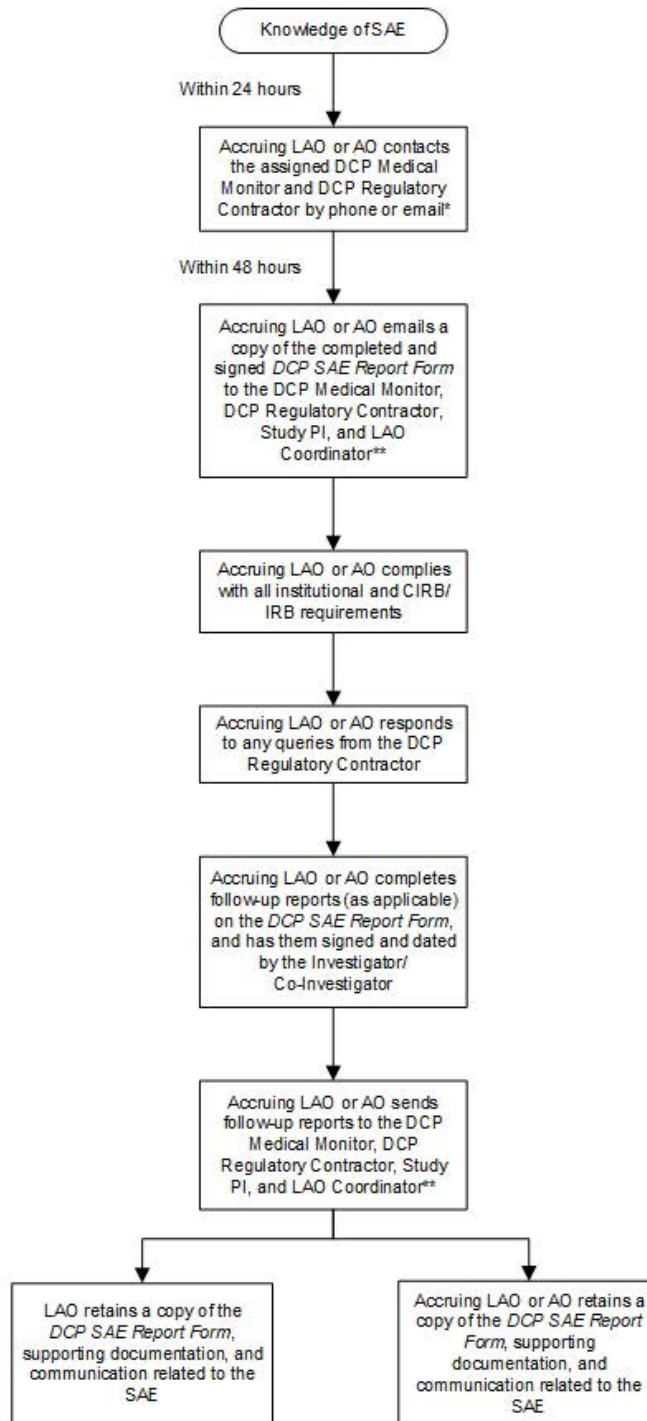 Knowledge of SAE
Within 24 hours
Accruing LAO or AO contacts
the assigned DCP Medical
Monitor and DCP Regulatory
Contractor by phone or email*
Within 48 hours
Accruing LAO or AO emails a
copy of the completed and
signed DCP SAE Report Form
to the DCP Medical Monitor,
DCP Regulatory Contractor,
Study PI, and LAO
Coordinator**
Accruing LAO or AO complies
with all institutional and CIRB/
IRB requirements
Accruing LAO or AO responds
to any queries from the DCP
Regulatory Contractor
Accruing LAO or AO completes
follow-up reports (as applicable)
on the DCP SAE Report Form,
and has them signed and dated
by the Investigator/
Co-Investigator
Accruing LAO or AO sends
follow-up reports to the DCP
Medical Monitor, DCP
Regulatory Contractor, Study
PI, and LAO Coordinator**
LAO retains a copy of the
DCP SAE Report Form,
supporting documentation, and
communication related to the
SAE
Accruing LAO or AO retains a
copy of the DCP SAE Report
Form, supporting
documentation, and
communication related to the
SAE